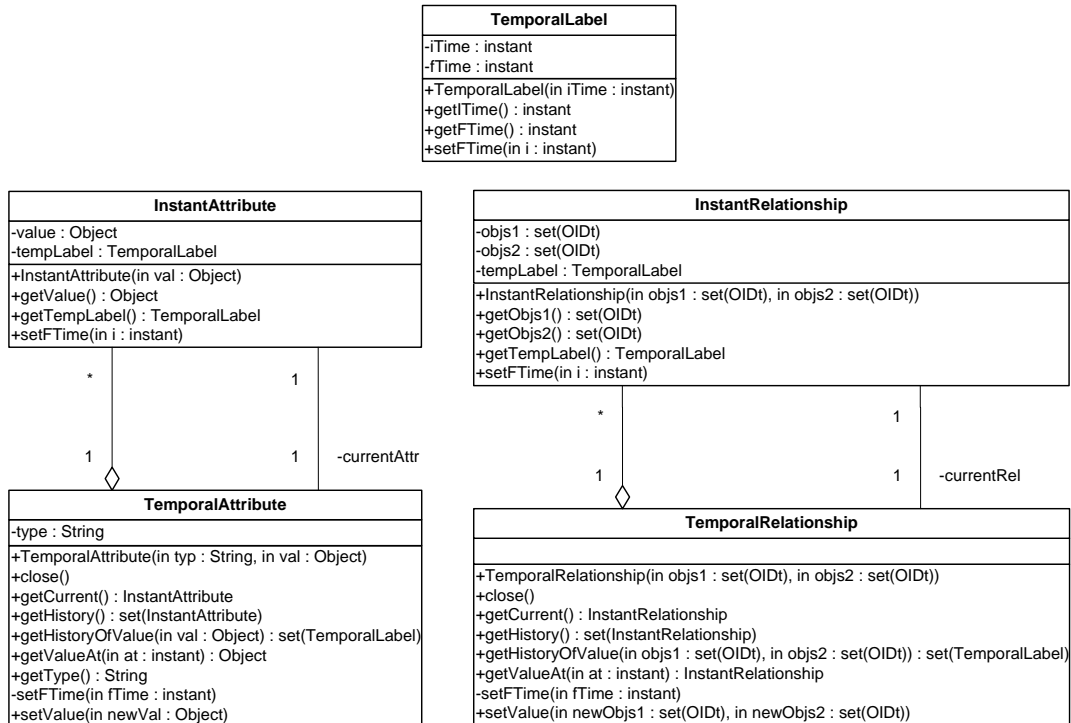 TemporalLabel
-iTime : instant
-fTime : instant
+TemporalLabel(in iTime : instant)
+getITime() : instant
+getFTime() : instant
+setFTime(in i : instant)
InstantAttribute
-value : Object
-tempLabel : TemporalLabel
+InstantAttribute(in val : Object)
+getValue() : Object
+getTempLabel() : TemporalLabel
+setFTime(in i : instant)
InstantRelationship
-objs1 : set(OIDt)
-objs2 : set(OIDt)
-tempLabel : TemporalLabel
+InstantRelationship(in objs1 : set(OIDt), in objs2 : set(OIDt))
+getObjs1() : set(OIDt)
+getObjs2() : set(OIDt)
+getTempLabel() : TemporalLabel
+setFTime(in i : instant)
* 1
1 1 -currentAttr
* 1
1 1 -currentRel
TemporalAttribute
-type : String
+TemporalAttribute(in typ : String, in val : Object)
+close()
+getCurrent() : InstantAttribute
+getHistory() : set(InstantAttribute)
+getHistoryOfValue(in val : Object) : set(TemporalLabel)
+getValueAt(in at : instant) : Object
+getType() : String
-setFTime(in fTime : instant)
+setValue(in newVal : Object)
TemporalRelationship
+TemporalRelationship(in objs1 : set(OIDt), in objs2 : set(OIDt))
+close()
+getCurrent() : InstantRelationship
+getHistory() : set(InstantRelationship)
+getHistoryOfValue(in objs1 : set(OIDt), in objs2 : set(OIDt)) : set(TemporalLabel)
+getValueAt(in at : instant) : InstantRelationship
-setFTime(in fTime : instant)
+setValue(in newObjs1 : set(OIDt), in newObjs2 : set(OIDt))